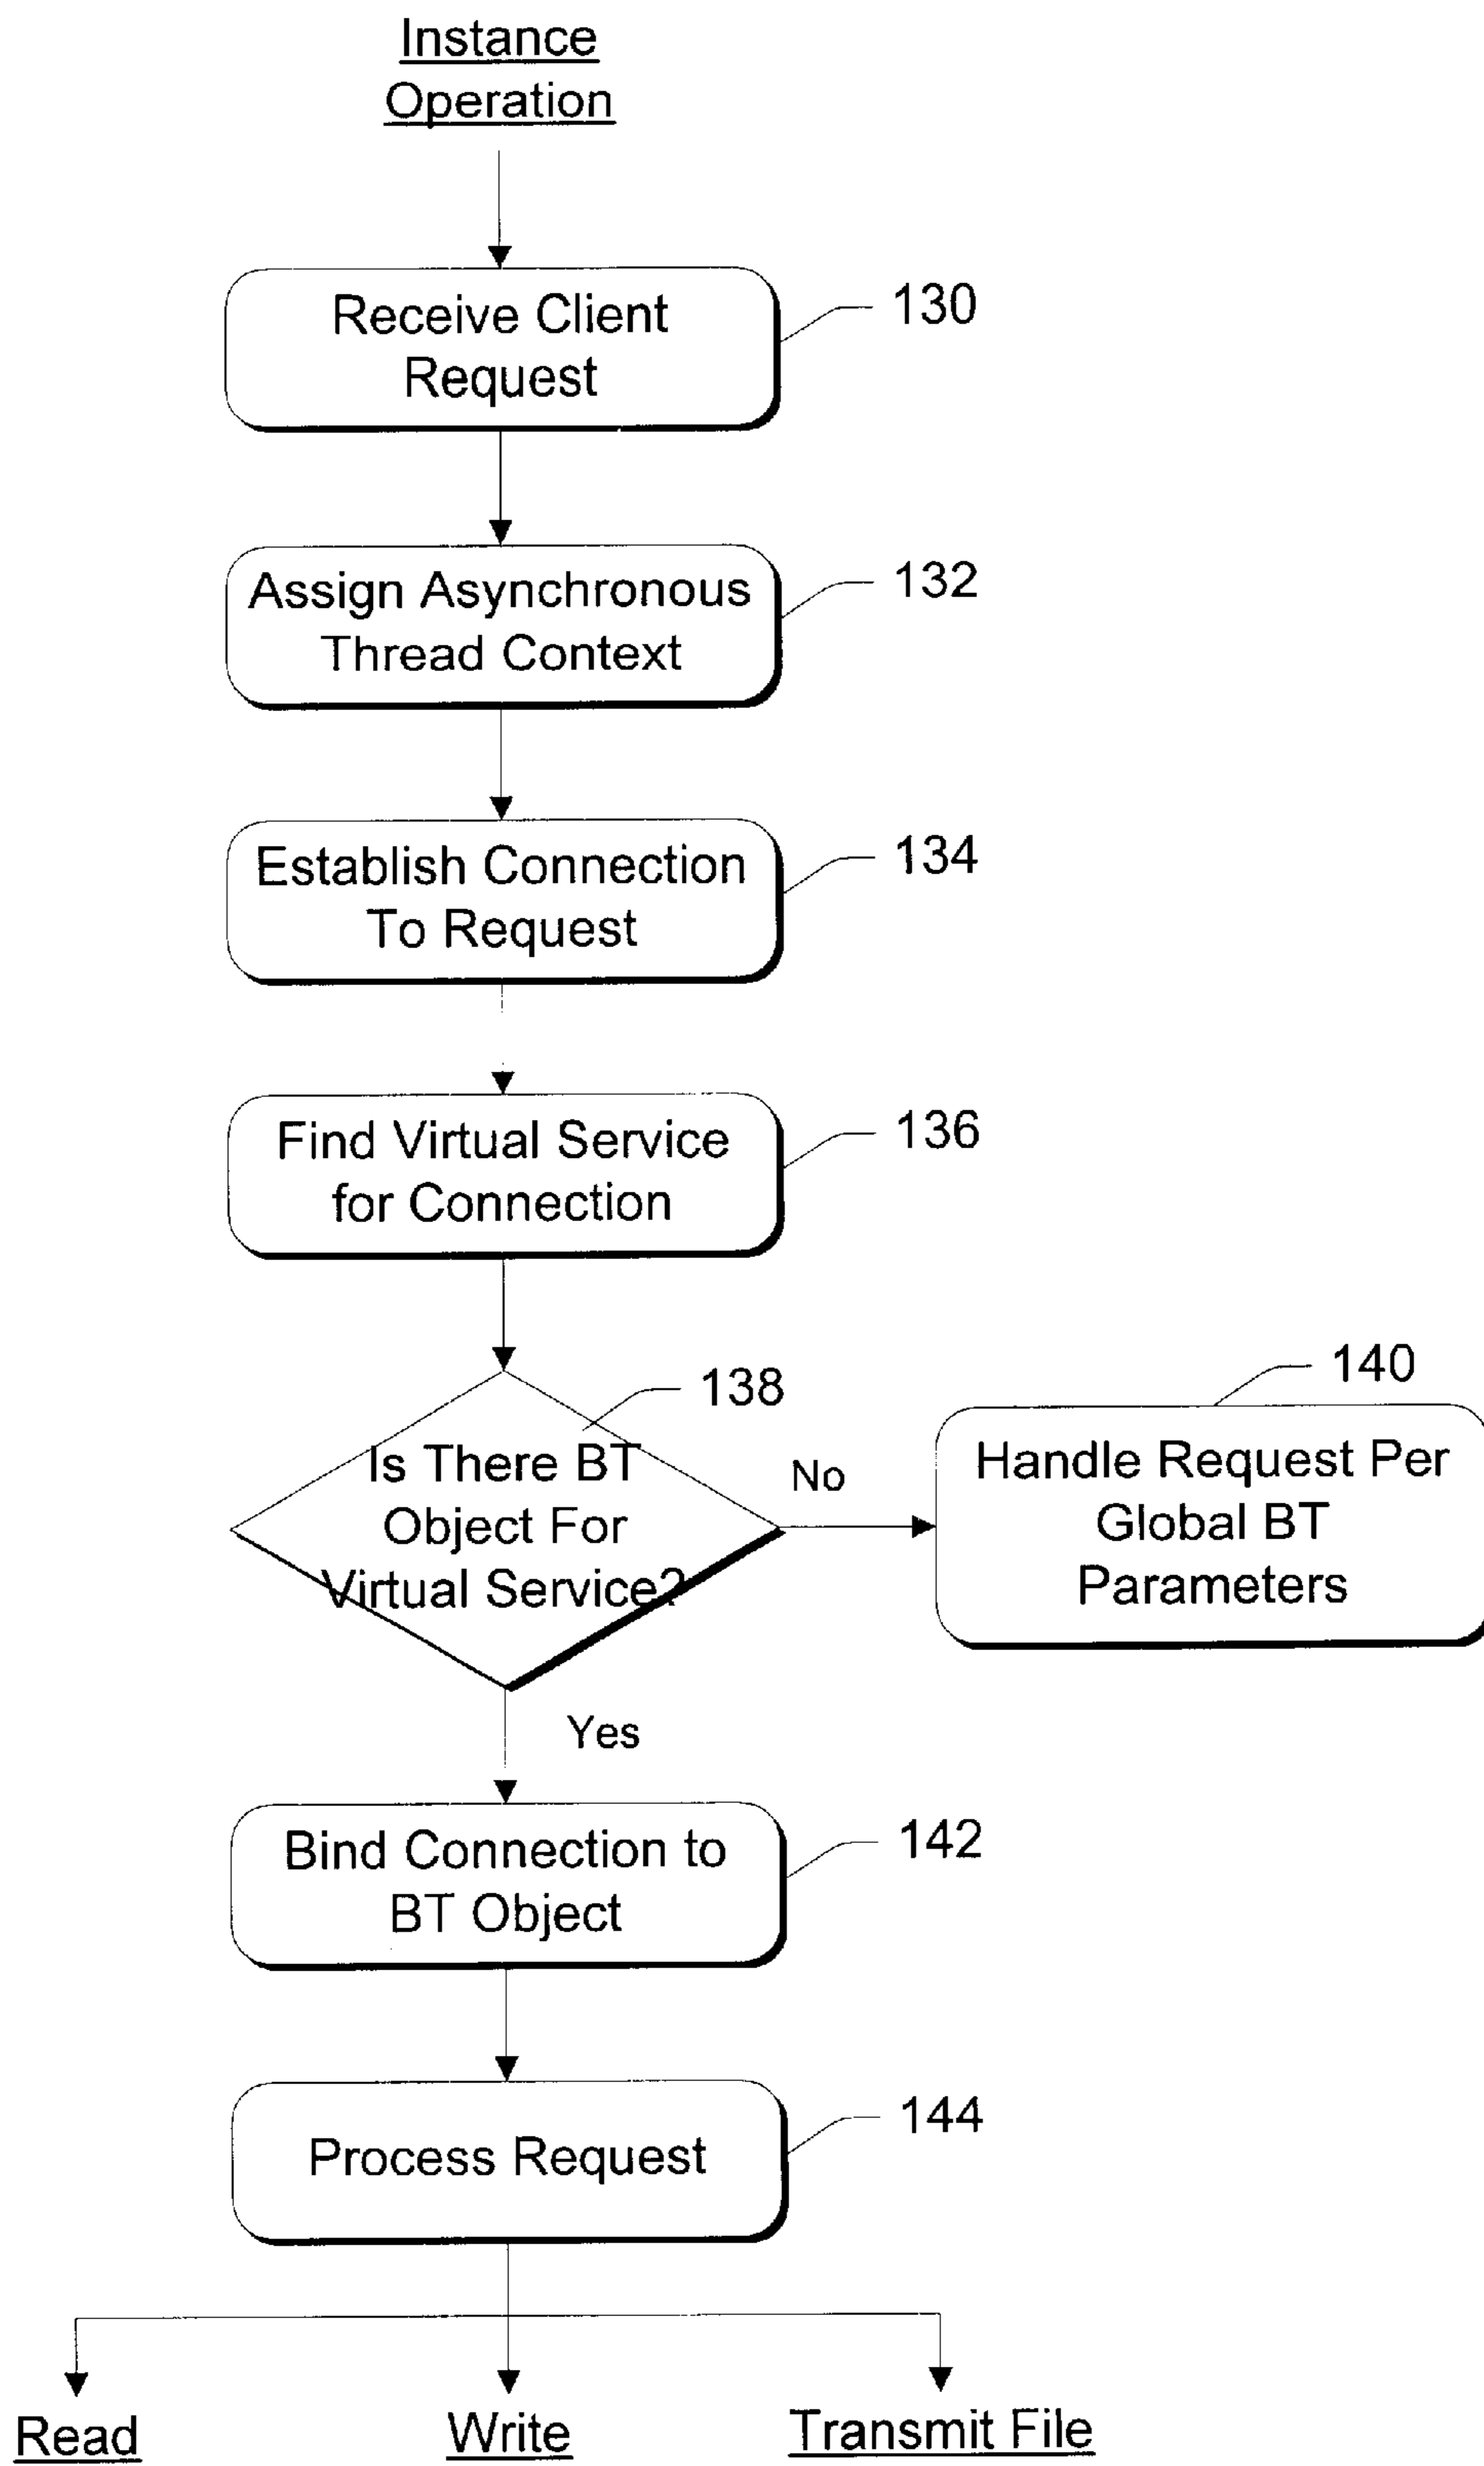 Instance
Operation
Receive Client
Request
130
Assign Asynchronous
Thread Context
132
Establish Connection
To Request
134
Find Virtual Service
for Connection
136
138
Is There BT
Object For
Virtual Service?
No
140
Handle Request Per
Global BT
Parameters
Yes
Bind Connection to
BT Object
142
Process Request
144
Read
Write
Transmit File